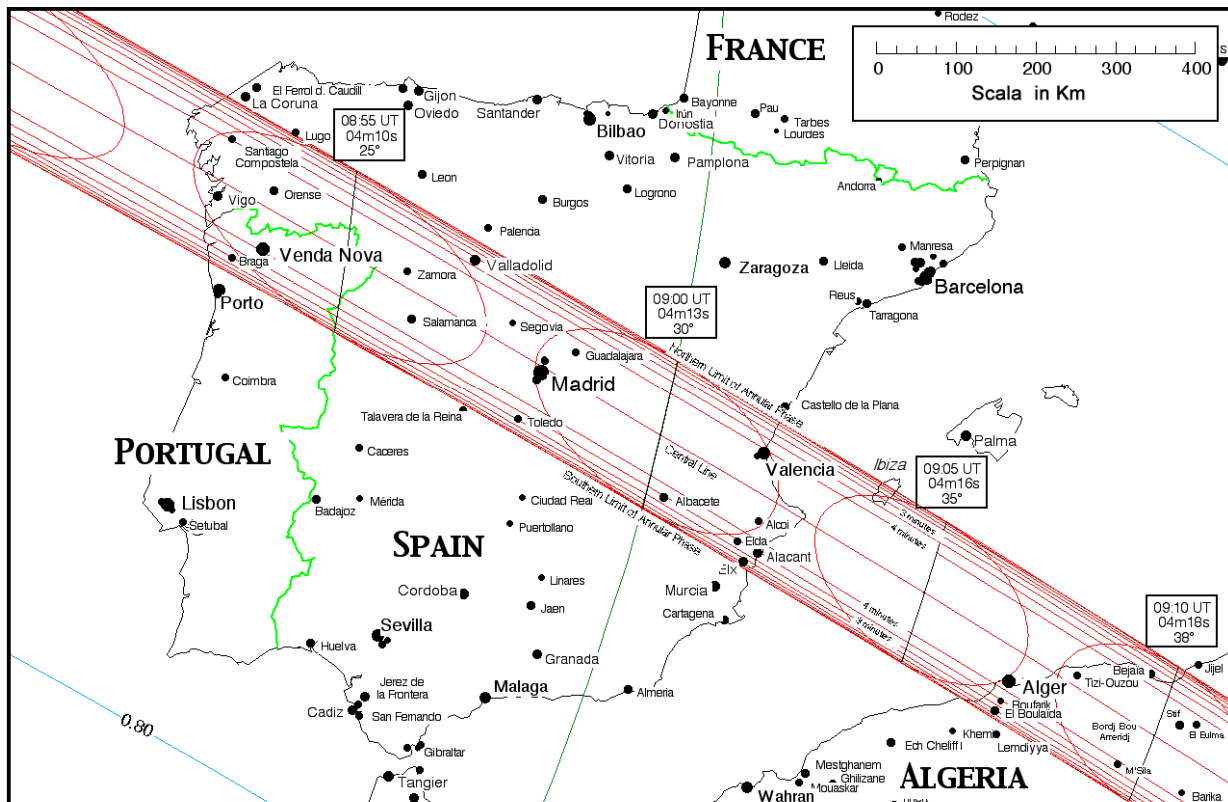 Rodez
FRANCE
s
0 100 200 300 400
Scala in Km
El Ferrol d. Caudill
La Coruna
Gijon
Oviedo
Santander
Bilbao
Bayonne
Irún
Donostia
Pau
Tarbes
Lourdes
08:55 UT
04m10s
25°
Lugo
Santiago
Compostela
Vitoria
Pamplona
Perpignan
Andorra
Leon
Orense
Vigo
Burgos
Logrono
Palencia
Manresa
Venda Nova
Braga
Valladolid
Zamora
Zaragoza
Lleida
Barcelona
Porto
Reus
Tarragona
09:00 UT
04m13s
30°
Salamanca
Segovia
Guadalajara
Northern Limit of Annular Phase
Madrid
Coimbra
Castello de la Plana
Talavera de la Reina
Toledo
Palma
PORTUGAL
Caceres
Central Line
Valencia
Ibiza
09:05 UT
04m16s
35°
Southern Limit of Annular Phase
Lisbon
Setubal
Badajoz
Mérida
Ciudad Real
Albacete
3 minutes
4 minutes
Puertollano
Alcoi
SPAIN
Elda
Alacant
Elx
Linares
Murcia
Cordoba
Jaen
Cartagena
4 minutes
3 minutes
09:10 UT
04m18s
38°
Sevilla
Huelva
Granada
Jijel
Bejaïa
Tizi-Ouzou
Alger
Jerez de
la Frontera
Malaga
Almeria
Boufarik
El Boulaida
Cadiz
San Fernando
0.80
Stif
El Eulma
Bordj Bou
Arreridj
Khemi
Lemdiyya
Ech Cheliff
Gibraltar
Tangier
Mestghanem
Ghilizane
Mouaskar
M'Sila
ALGERIA
Wahran
Barika